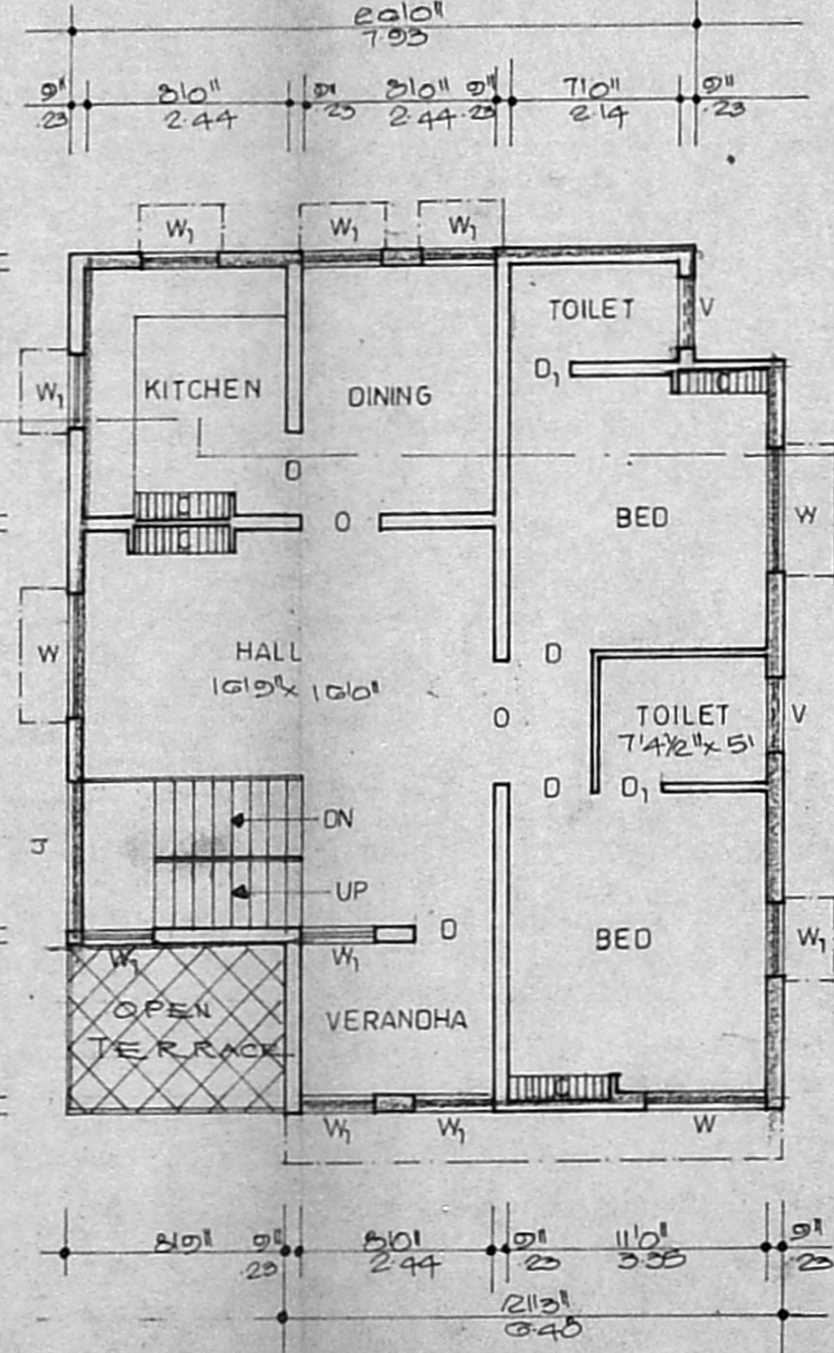 26'0"
7.93
9" 8'0" 9" 8'0" 9" 7'0" 9"
.23 2.44 .23 2.44 .23 2.14 .23
W1 W1 W1
TOILET V
D1
W1 KITCHEN DINING C
D
C
D BED W
C
W HALL D
16'9" x 16'0"
D TOILET V
7'4½" x 5'
D D1
DN
J
UP
D
W1 W1 BED W1
OPEN
TERRACE VERANDHA
C
W1 W1 W
8'9" 9" 8'0" 9" 11'0" 9"
.23 2.44 .23 3.35 .23
21'3"
6.48